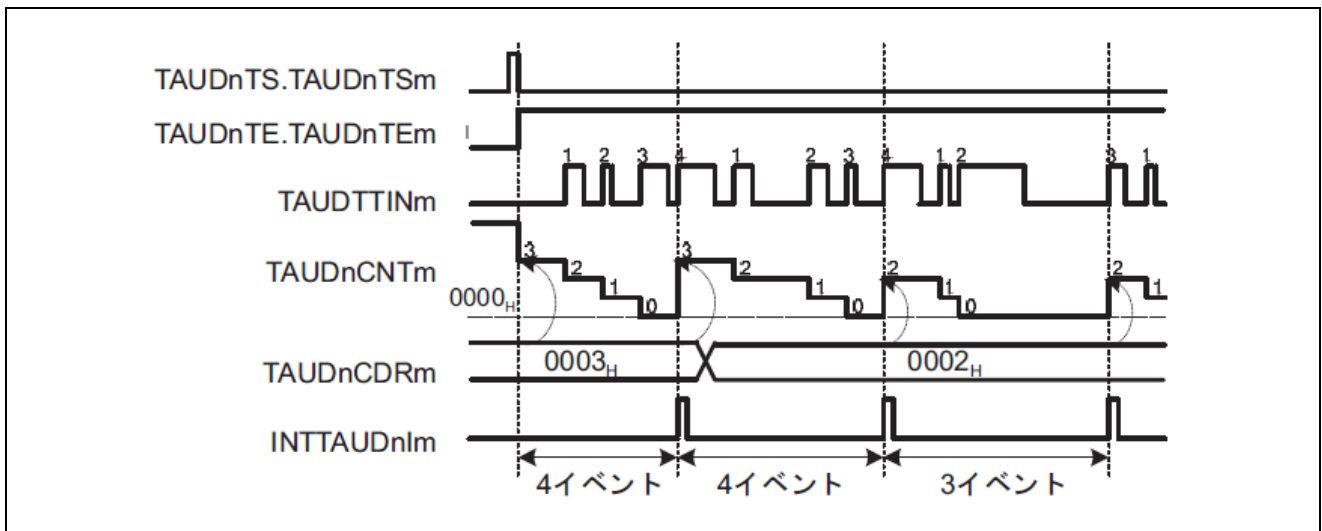 TAUDnTS.TAUDnTSm
TAUDnTE.TAUDnTEm
1 2 3 4 1 2 3 4 1 2 3 1
TAUDTTINm
3 2 1 0 3 2 1 0 2 1 0 2 1
TAUDnCNTm
0000H
0003H 0002H
TAUDnCDRm
INTTAUDnIm
4イベント 4イベント 3イベント